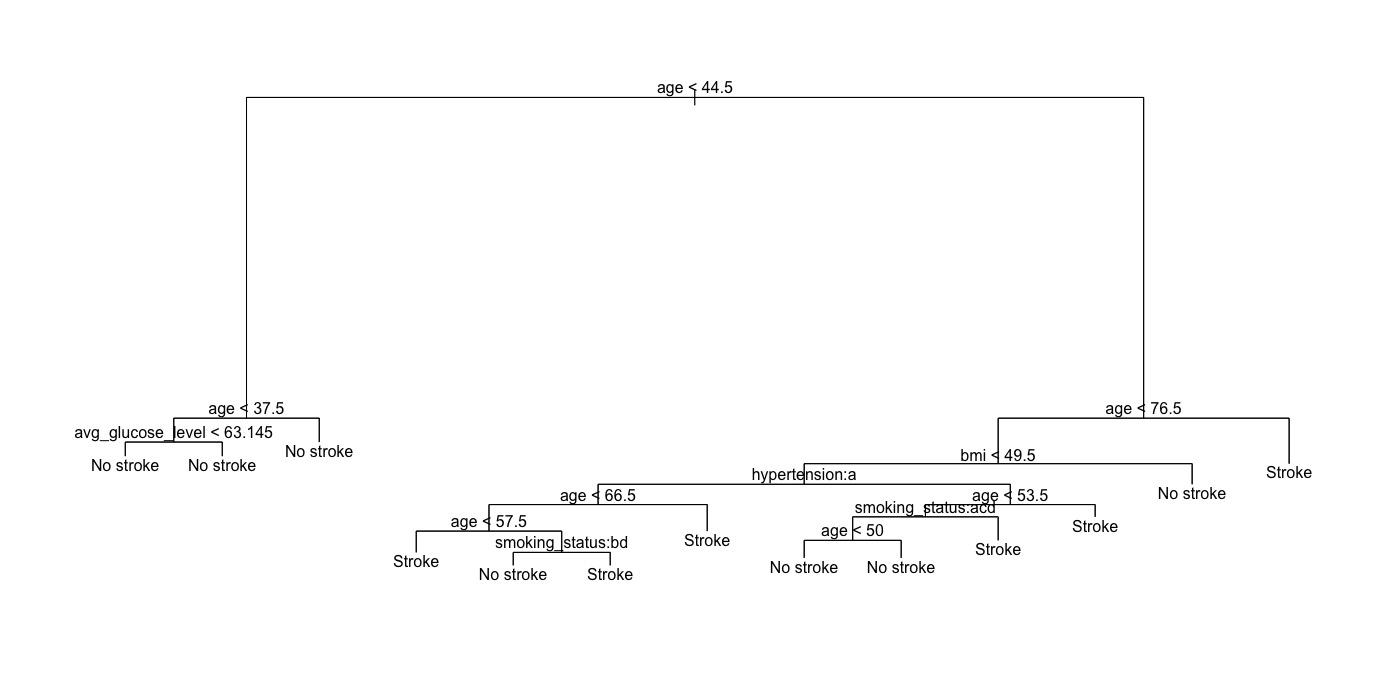 age < 44.5
age < 37.5
age < 76.5
avg_glucose_level < 63.145
No stroke
No stroke
No stroke
bmi < 49.5
Stroke
hypertension:a
No stroke
age < 66.5
age < 53.5
age < 57.5
smoking_status:acd
Stroke
smoking_status:bd
Stroke
age < 50
Stroke
Stroke
No stroke
Stroke
No stroke
No stroke